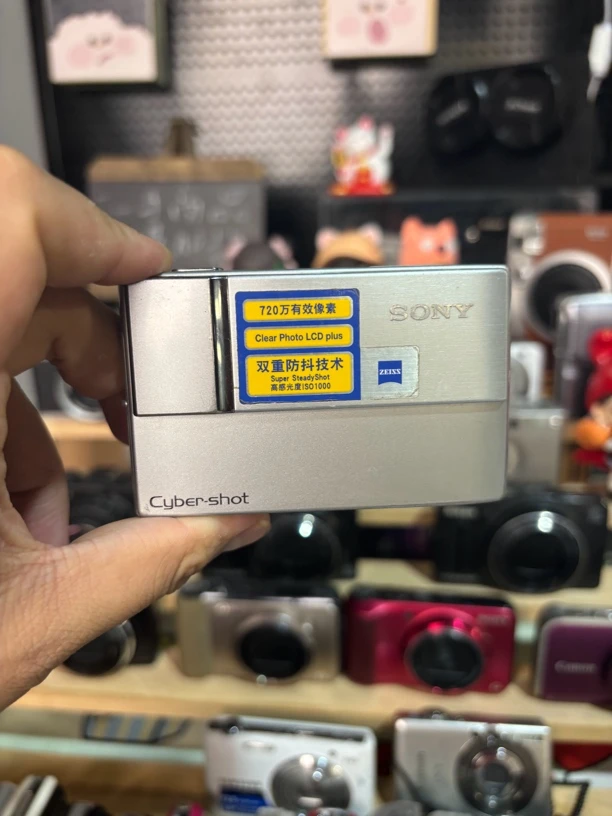 720万有效像素
SONY
Clear Photo LCD plus
双重防抖技术
Super SteadyShot
高感光度ISO1000
ZEISS
Cyber-shot
Canon